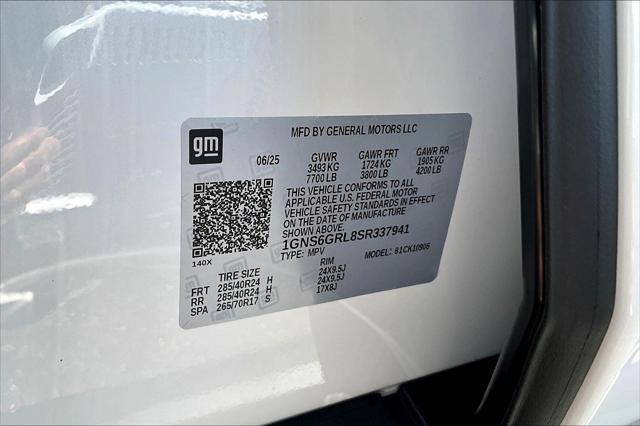 gm
MFD BY GENERAL MOTORS LLC
06/25 GVWR GAWR FRT GAWR RR
3493 KG 1724 KG 1905 KG
7700 LB 3800 LB 4200 LB
THIS VEHICLE CONFORMS TO ALL
APPLICABLE U.S. FEDERAL MOTOR
VEHICLE SAFETY STANDARDS IN EFFECT
ON THE DATE OF MANUFACTURE
SHOWN ABOVE.
1GNS6GRL8SR337941
140X TYPE: MPV MODEL: 81CK10906
TIRE SIZE RIM
FRT 285/40R24 H 24X9.5J
RR 285/40R24 H 24X9.5J
SPA 265/70R17 S 17X8J